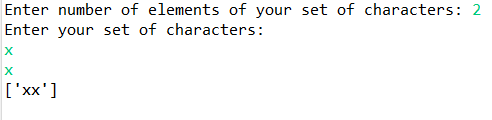 Enter number of elements of your set of characters: 2
Enter your set of characters:
x
x
['xx']